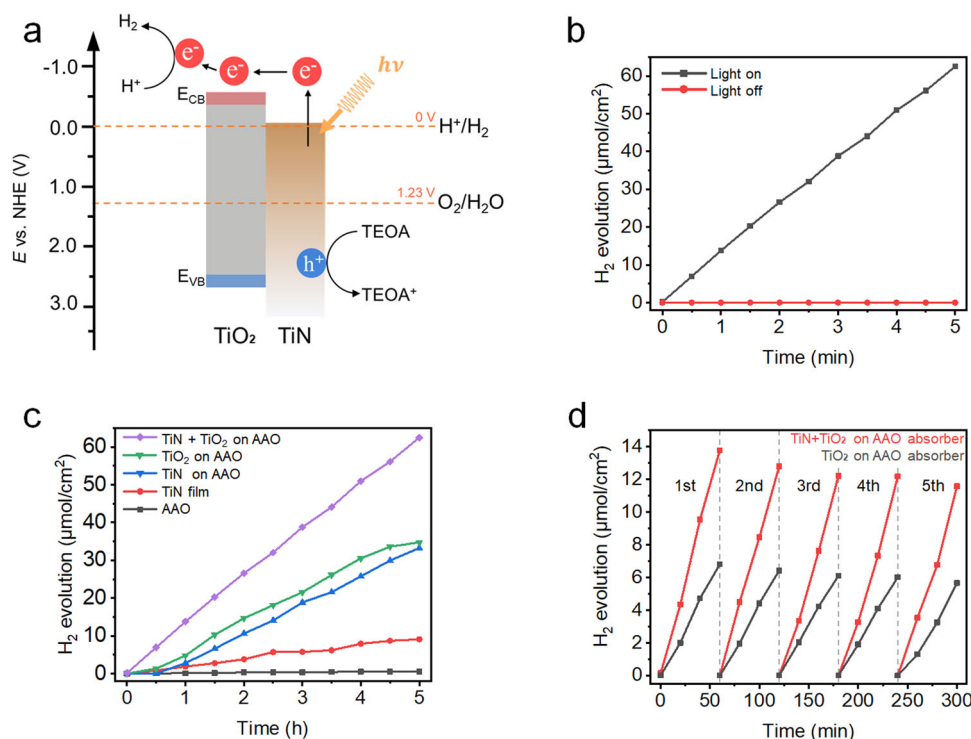 a
H₂
H⁺
e⁻
e⁻
e⁻
hν
-1.0
0.0
1.0
2.0
3.0
E vs. NHE (V)
E_CB
E_VB
0 V
H⁺/H₂
1.23 V
O₂/H₂O
TEOA
h⁺
TEOA⁺
TiO₂
TiN
b
Light on
Light off
H₂ evolution (μmol/cm²)
60
50
40
30
20
10
0
0 1 2 3 4 5
Time (min)
c
TiN + TiO₂ on AAO
TiO₂ on AAO
TiN on AAO
TiN film
AAO
H₂ evolution (μmol/cm²)
60
50
40
30
20
10
0
0 1 2 3 4 5
Time (h)
d
TiN+TiO₂ on AAO absorber
TiO₂ on AAO absorber
1st 2nd 3rd 4th 5th
H₂ evolution (μmol/cm²)
14
12
10
8
6
4
2
0
0 50 100 150 200 250 300
Time (min)